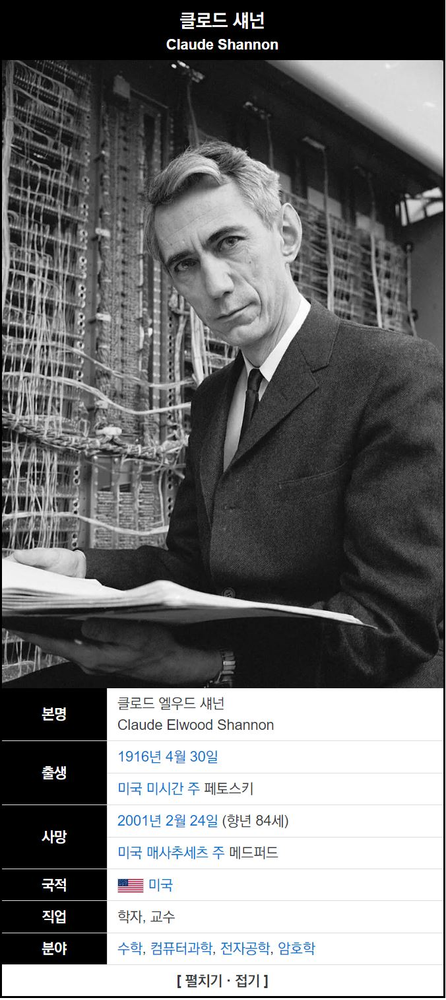 클로드 섀넌
Claude Shannon
본명
클로드 엘우드 섀넌
Claude Elwood Shannon
출생
1916년 4월 30일
미국 미시간 주 페토스키
사망
2001년 2월 24일 (향년 84세)
미국 매사추세츠 주 메드퍼드
국적
미국
직업
학자, 교수
분야
수학, 컴퓨터과학, 전자공학, 암호학
[ 펼치기 · 접기 ]